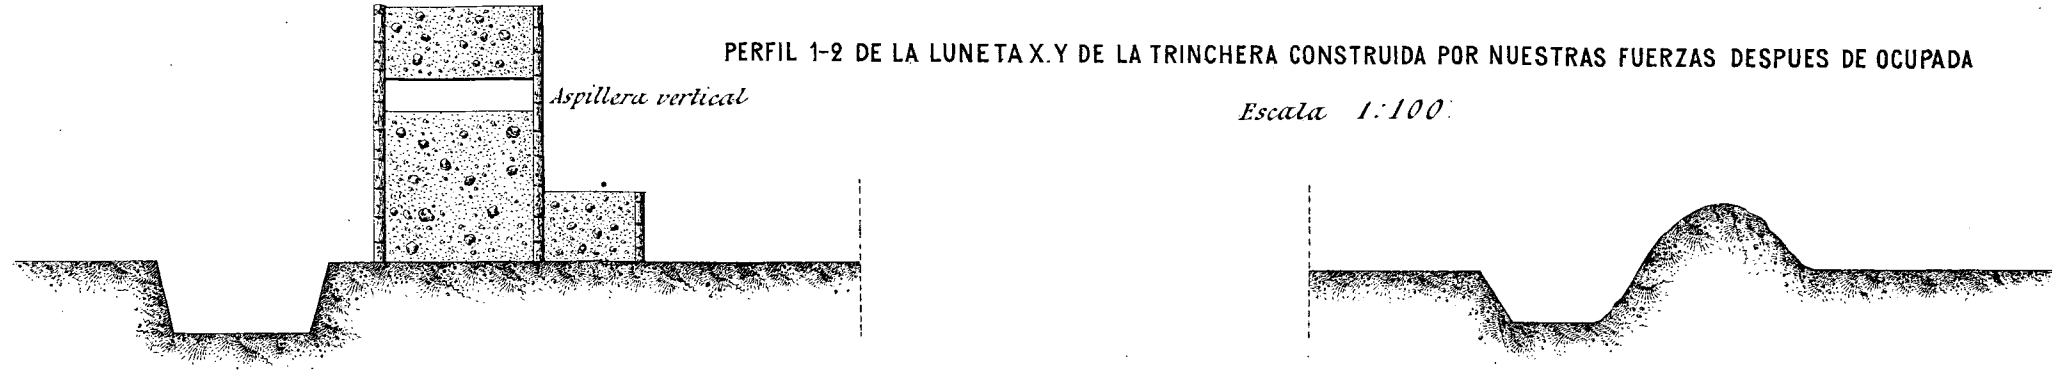 PERFIL 1-2 DE LA LUNETA X.Y DE LA TRINCHERA CONSTRUIDA POR NUESTRAS FUERZAS DESPUES DE OCUPADA
Aspillera vertical
Escala 1:100